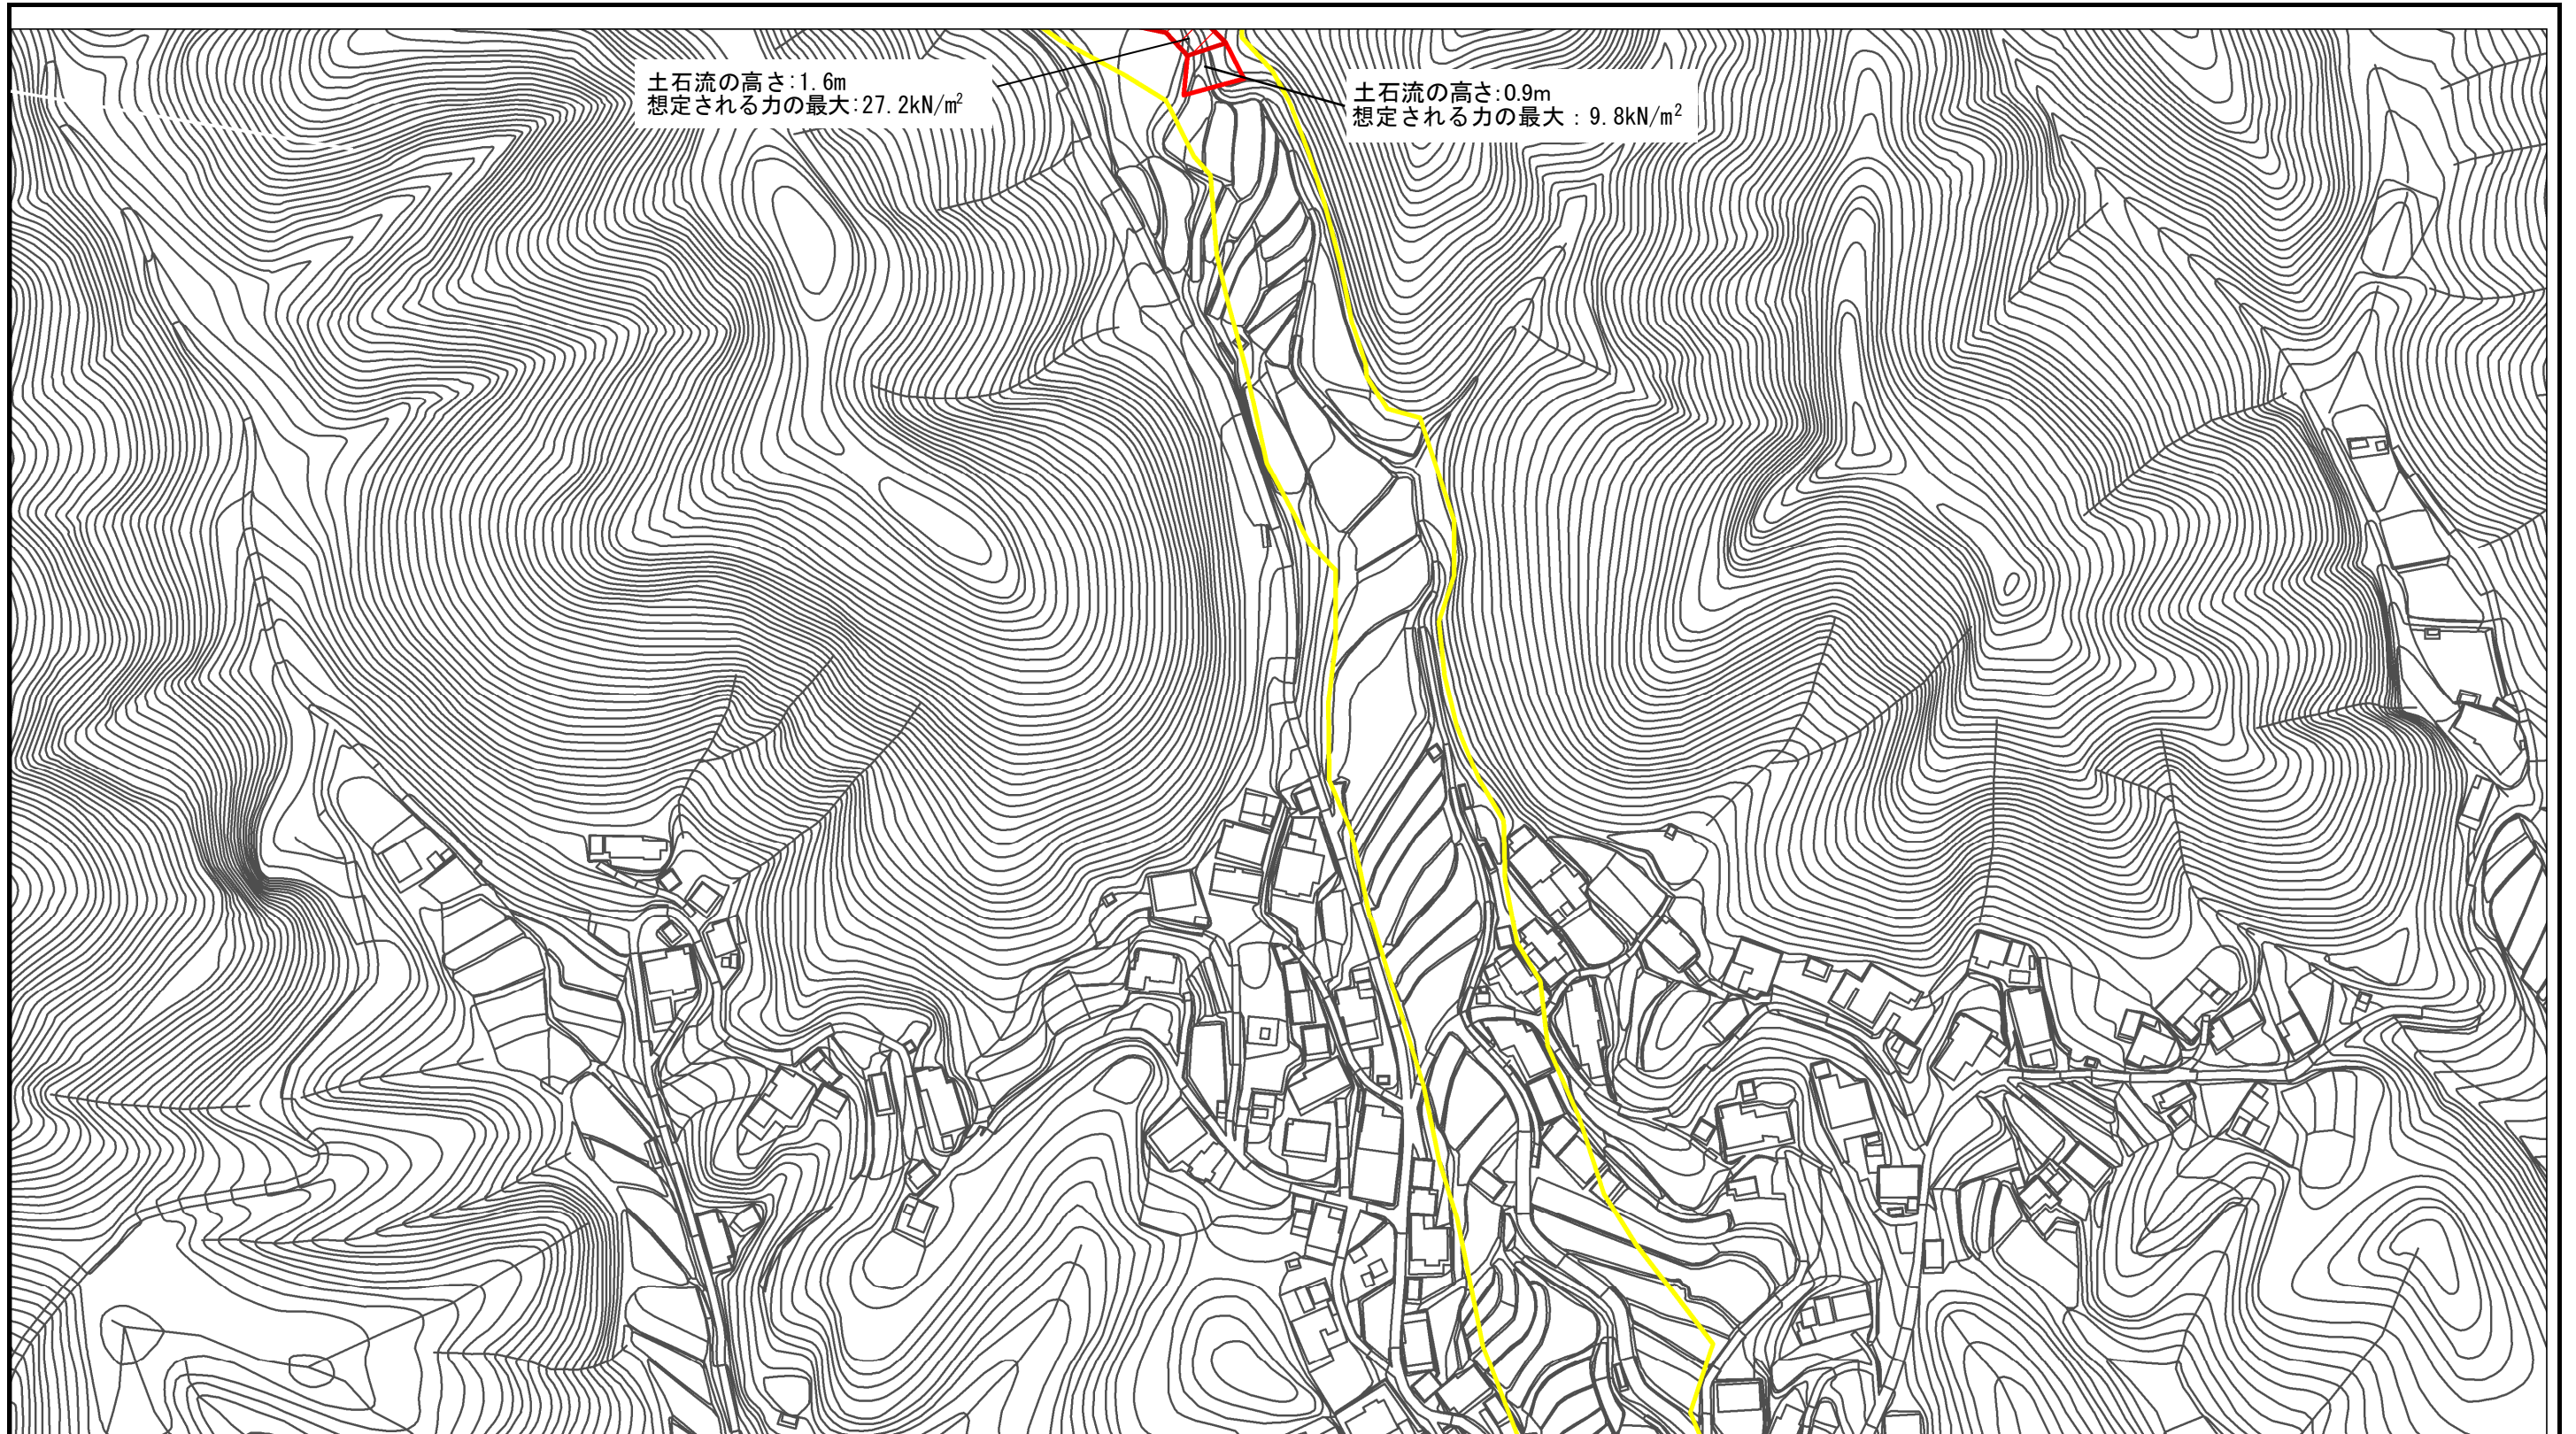 土石流の高さ:1.6m
想定される力の最大:27.2kN/m²
土石流の高さ:0.9m
想定される力の最大：9.8kN/m²